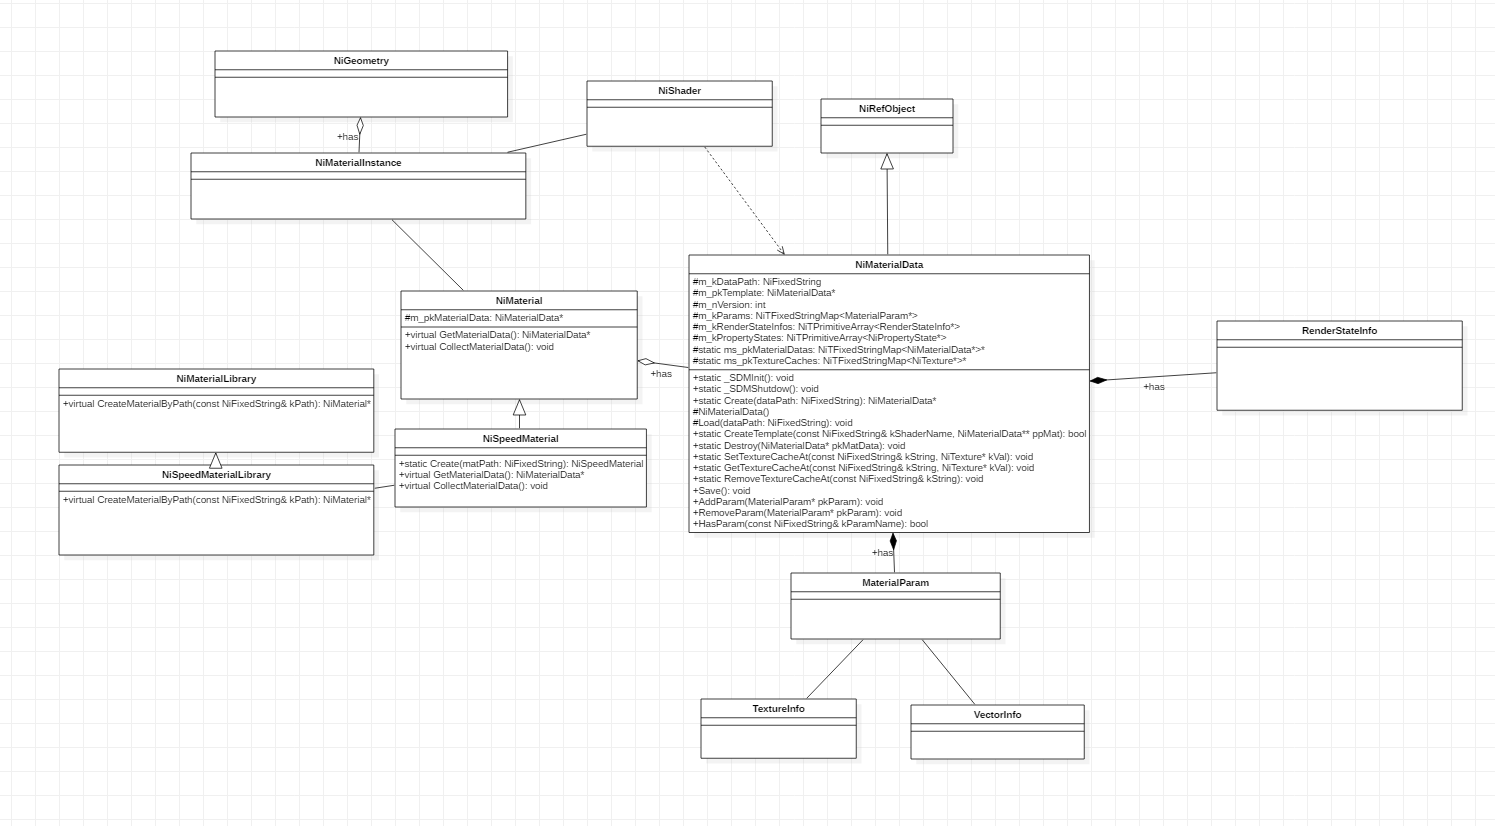 NiGeometry
+has
NiMaterialInstance
NiShader
NiRefObject
NiMaterial
#m_pkMaterialData: NiMaterialData*
+virtual GetMaterialData(): NiMaterialData*
+virtual CollectMaterialData(): void
+has
NiMaterialData
#m_kDataPath: NiFixedString
#m_pkTemplate: NiMaterialData*
#m_nVersion: int
#m_kParams: NiTFixedStringMap<MaterialParam*>
#m_kRenderStateInfos: NiTPrimitiveArray<RenderStateInfo*>
#m_kPropertyStates: NiTPrimitiveArray<NiPropertyState*>
#static ms_pkMaterialDatas: NiTFixedStringMap<NiMaterialData*>*
#static ms_pkTextureCaches: NiTFixedStringMap<NiTexture*>*
+static _SDMInit(): void
+static _SDMShutdow(): void
+static Create(dataPath: NiFixedString): NiMaterialData*
#NiMaterialData()
#Load(dataPath: NiFixedString): void
+static CreateTemplate(const NiFixedString& kShaderName, NiMaterialData** ppMat): bool
+static Destroy(NiMaterialData* pkMatData): void
+static SetTextureCacheAt(const NiFixedString& kString, NiTexture* kVal): void
+static GetTextureCacheAt(const NiFixedString& kString, NiTexture* kVal): void
+static RemoveTextureCacheAt(const NiFixedString& kString): void
+Save(): void
+AddParam(MaterialParam* pkParam): void
+RemoveParam(MaterialParam* pkParam): void
+HasParam(const NiFixedString& kParamName): bool
RenderStateInfo
+has
NiMaterialLibrary
+virtual CreateMaterialByPath(const NiFixedString& kPath): NiMaterial*
NiSpeedMaterialLibrary
+virtual CreateMaterialByPath(const NiFixedString& kPath): NiMaterial*
NiSpeedMaterial
+static Create(matPath: NiFixedString): NiSpeedMaterial
+virtual GetMaterialData(): NiMaterialData*
+virtual CollectMaterialData(): void
+has
MaterialParam
TextureInfo
VectorInfo